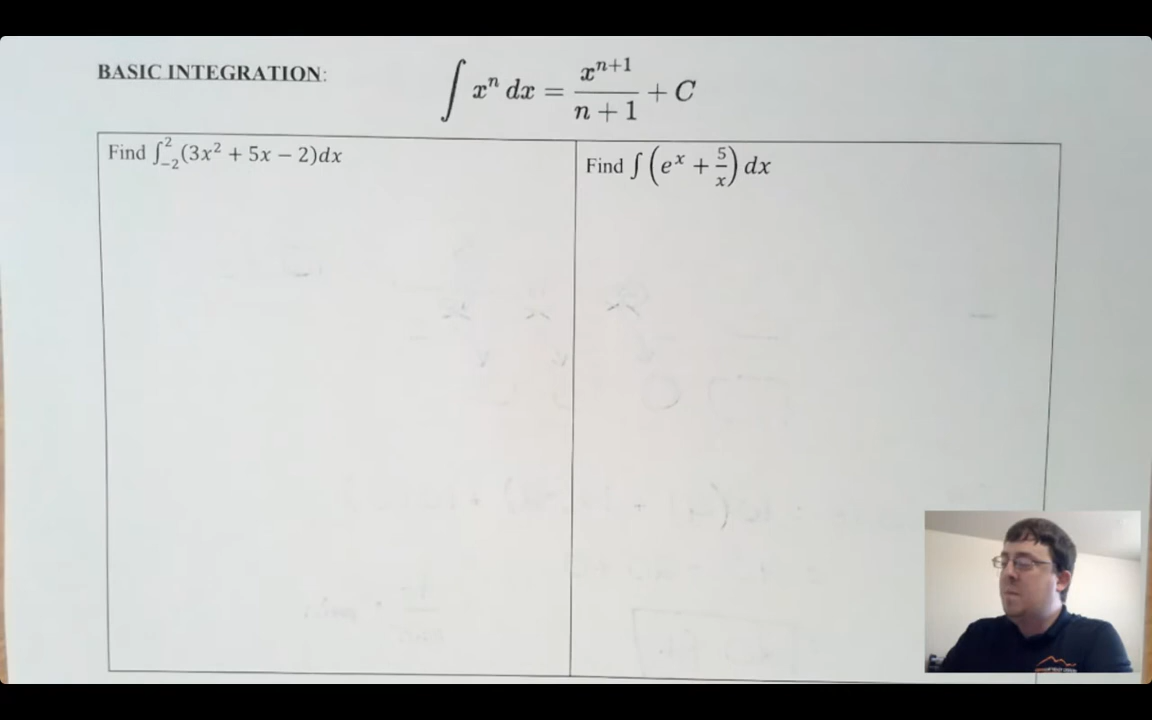 BASIC INTEGRATION:
∫ xⁿ dx = xⁿ⁺¹/(n + 1) + C
Find ∫₋₂² (3x² + 5x − 2)dx
Find ∫ (eˣ + 5/x) dx